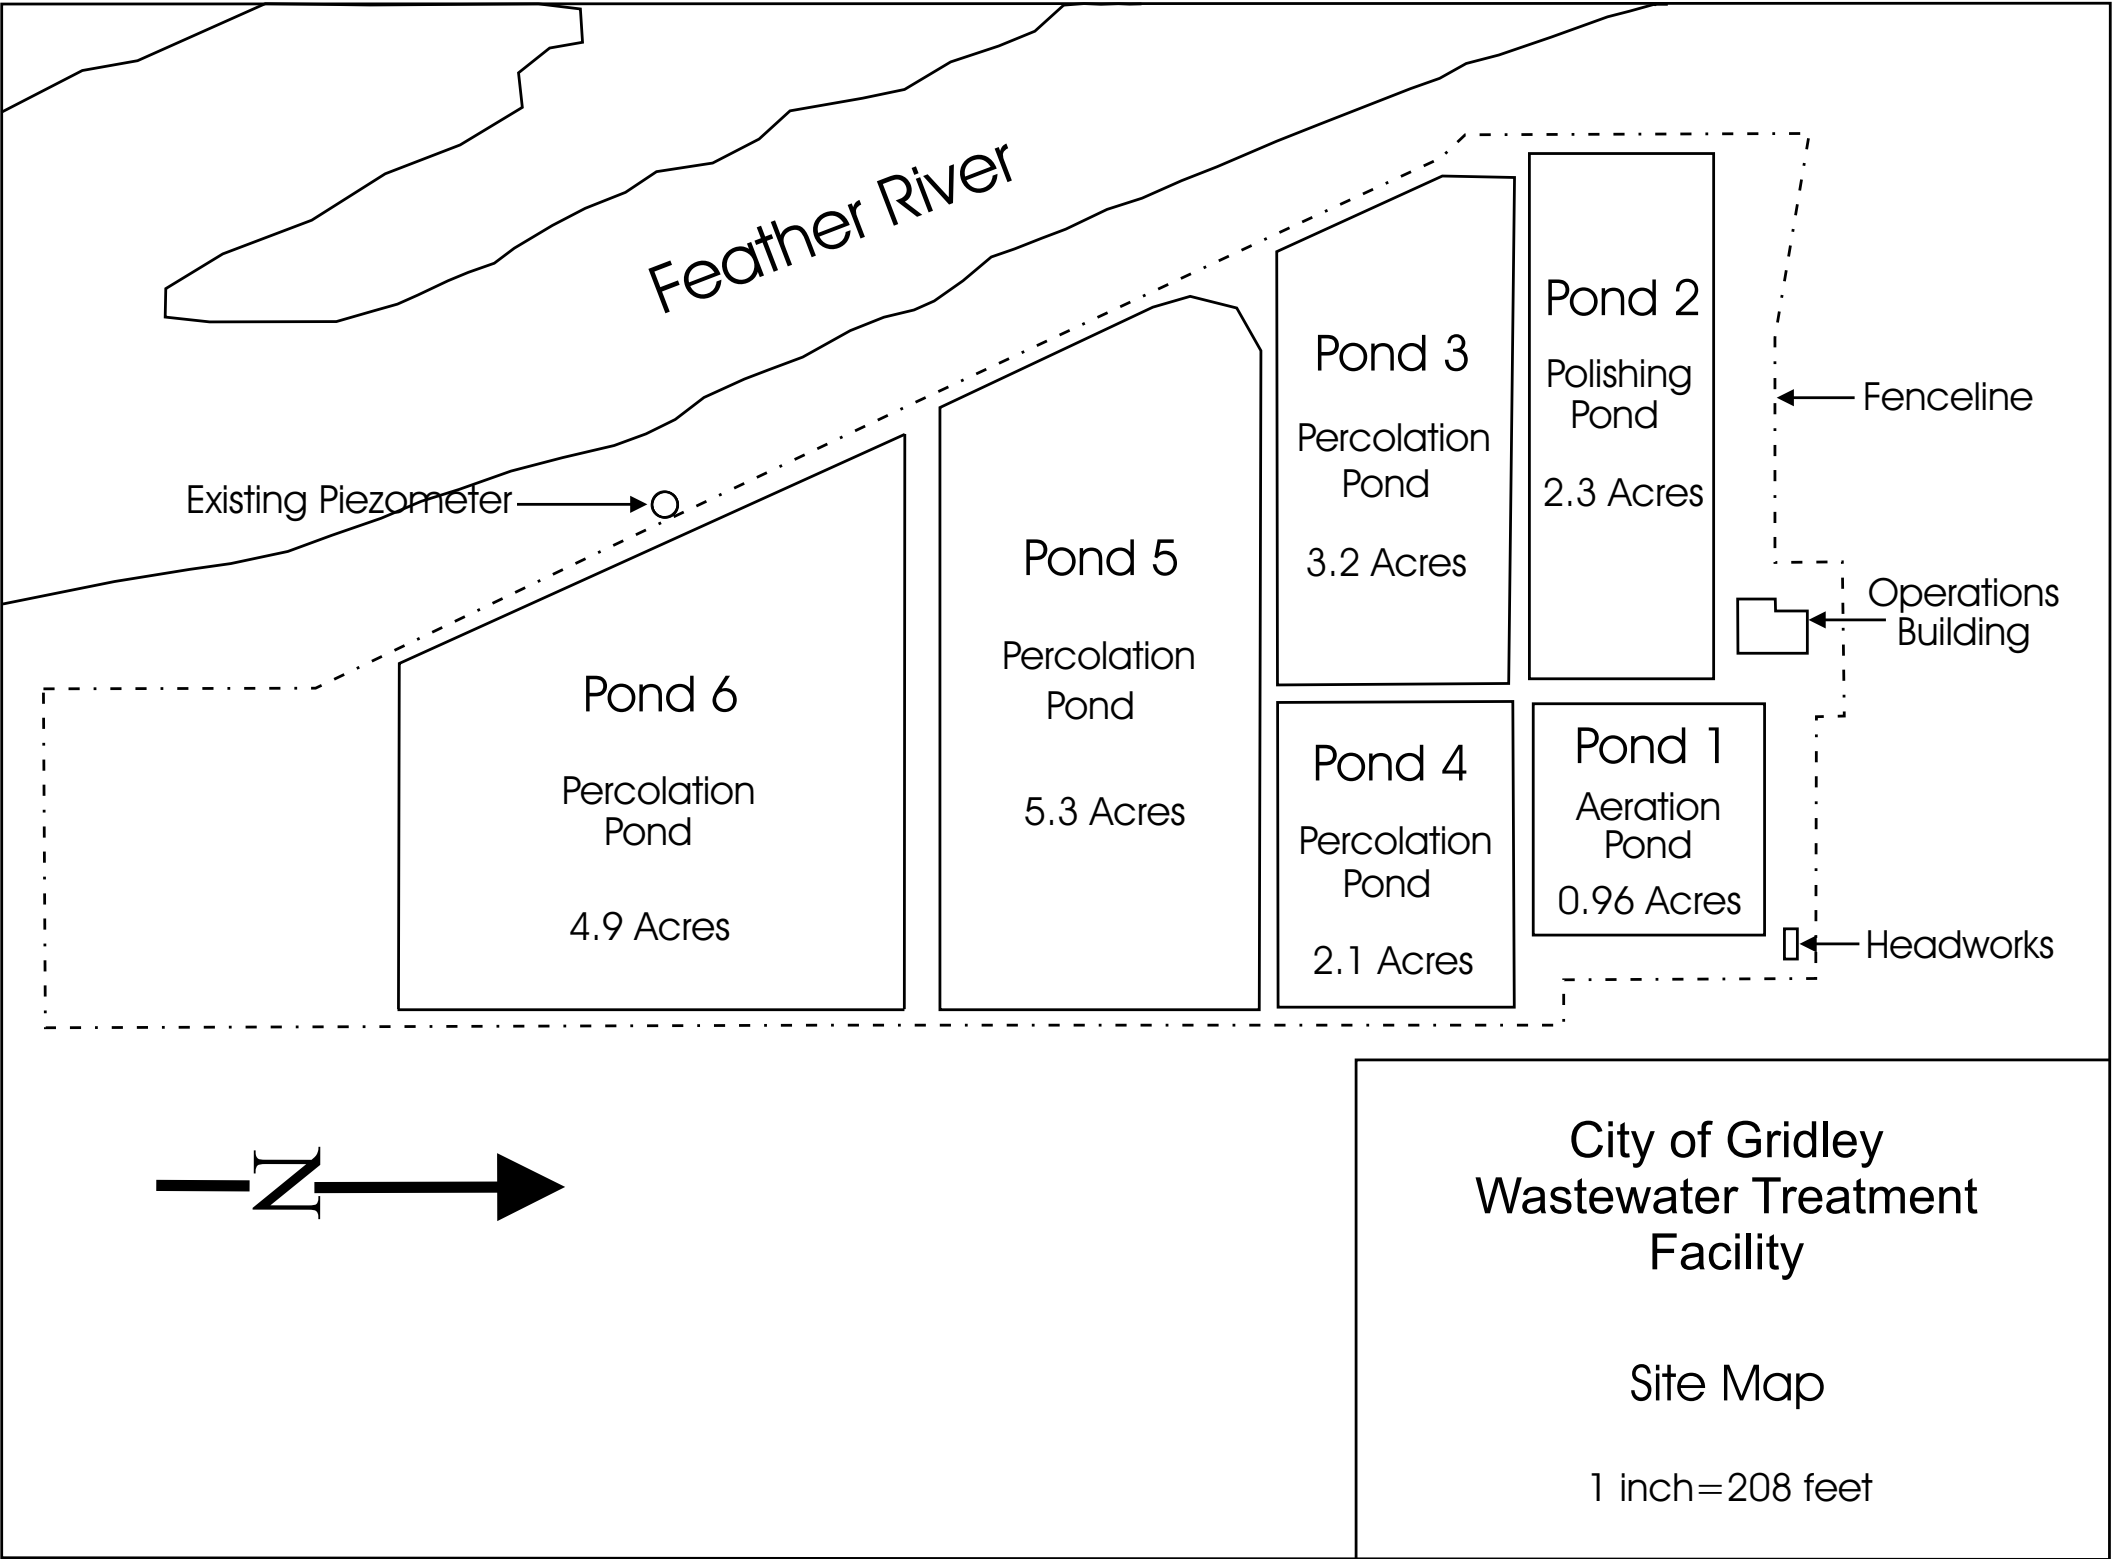 Feather River
Existing Piezometer
Pond 6
Percolation
Pond
4.9 Acres
Pond 5
Percolation
Pond
5.3 Acres
Pond 3
Percolation
Pond
3.2 Acres
Pond 2
Polishing
Pond
2.3 Acres
Fenceline
Operations
Building
Pond 4
Percolation
Pond
2.1 Acres
Pond 1
Aeration
Pond
0.96 Acres
Headworks
N
City of Gridley
Wastewater Treatment
Facility
Site Map
1 inch=208 feet